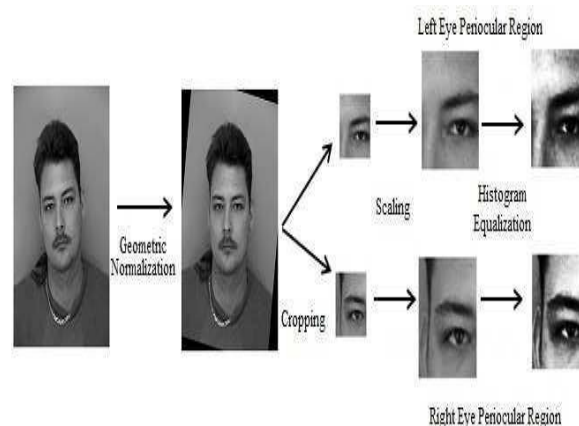 Left Eye Periocular Region
Geometric
Normalization
Scaling
Histogram
Equalization
Cropping
Right Eye Periocular Region